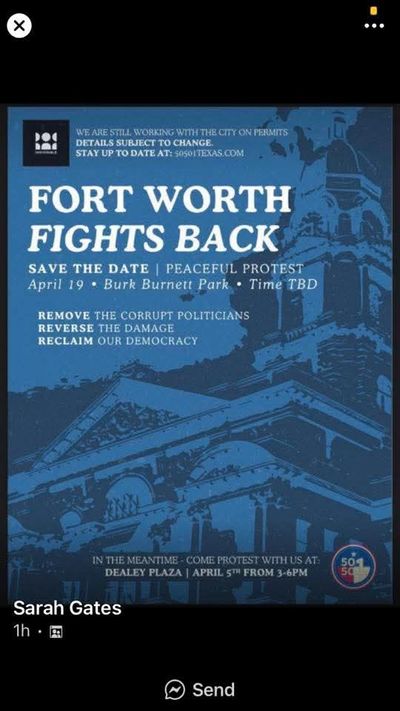 WE ARE STILL WORKING WITH THE CITY ON PERMITS
DETAILS SUBJECT TO CHANGE.
STAY UP TO DATE AT: 50501TEXAS.COM
INDIVISIBLE
FORT WORTH
FIGHTS BACK
SAVE THE DATE | PEACEFUL PROTEST
April 19 • Burk Burnett Park • Time TBD
REMOVE THE CORRUPT POLITICIANS
REVERSE THE DAMAGE
RECLAIM OUR DEMOCRACY
IN THE MEANTIME - COME PROTEST WITH US AT:
DEALEY PLAZA | APRIL 5TH FROM 3-6PM
50
50
Sarah Gates
1h •
Send